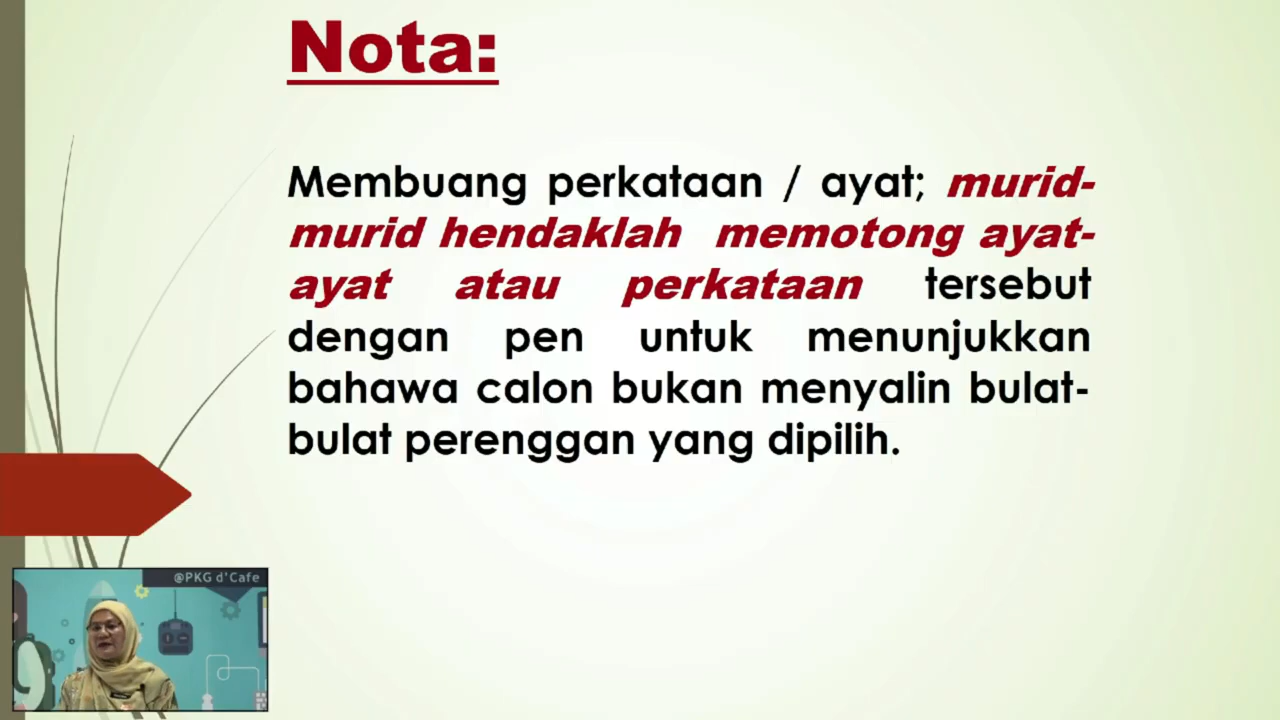 Nota:
Membuang perkataan / ayat; murid-
murid hendaklah memotong ayat-
ayat atau perkataan tersebut
dengan pen untuk menunjukkan
bahawa calon bukan menyalin bulat-
bulat perenggan yang dipilih.
@PKG d'Cafe